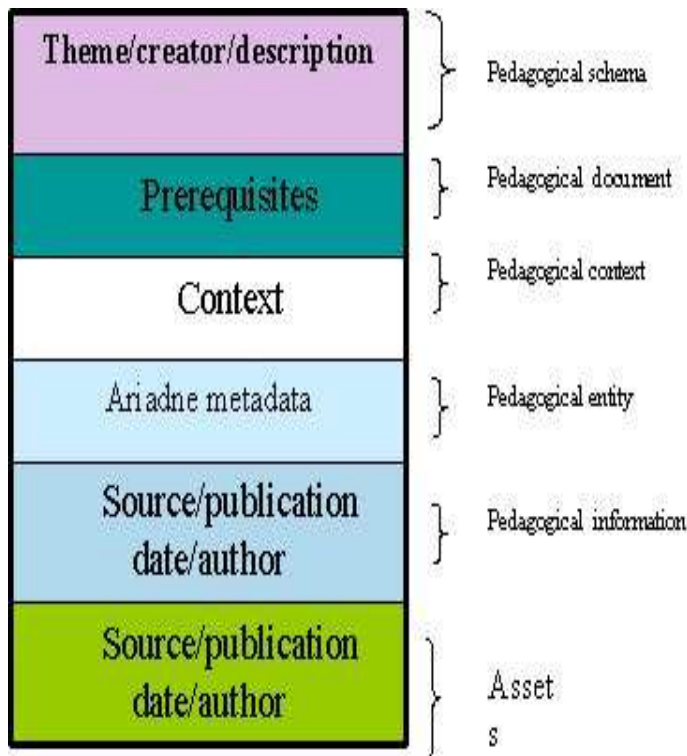 Theme/creator/description
Pedagogical schema
Prerequisites
Pedagogical document
Context
Pedagogical context
Ariadne metadata
Pedagogical entity
Source/publication
date/author
Pedagogical information
Source/publication
date/author
Asset
s